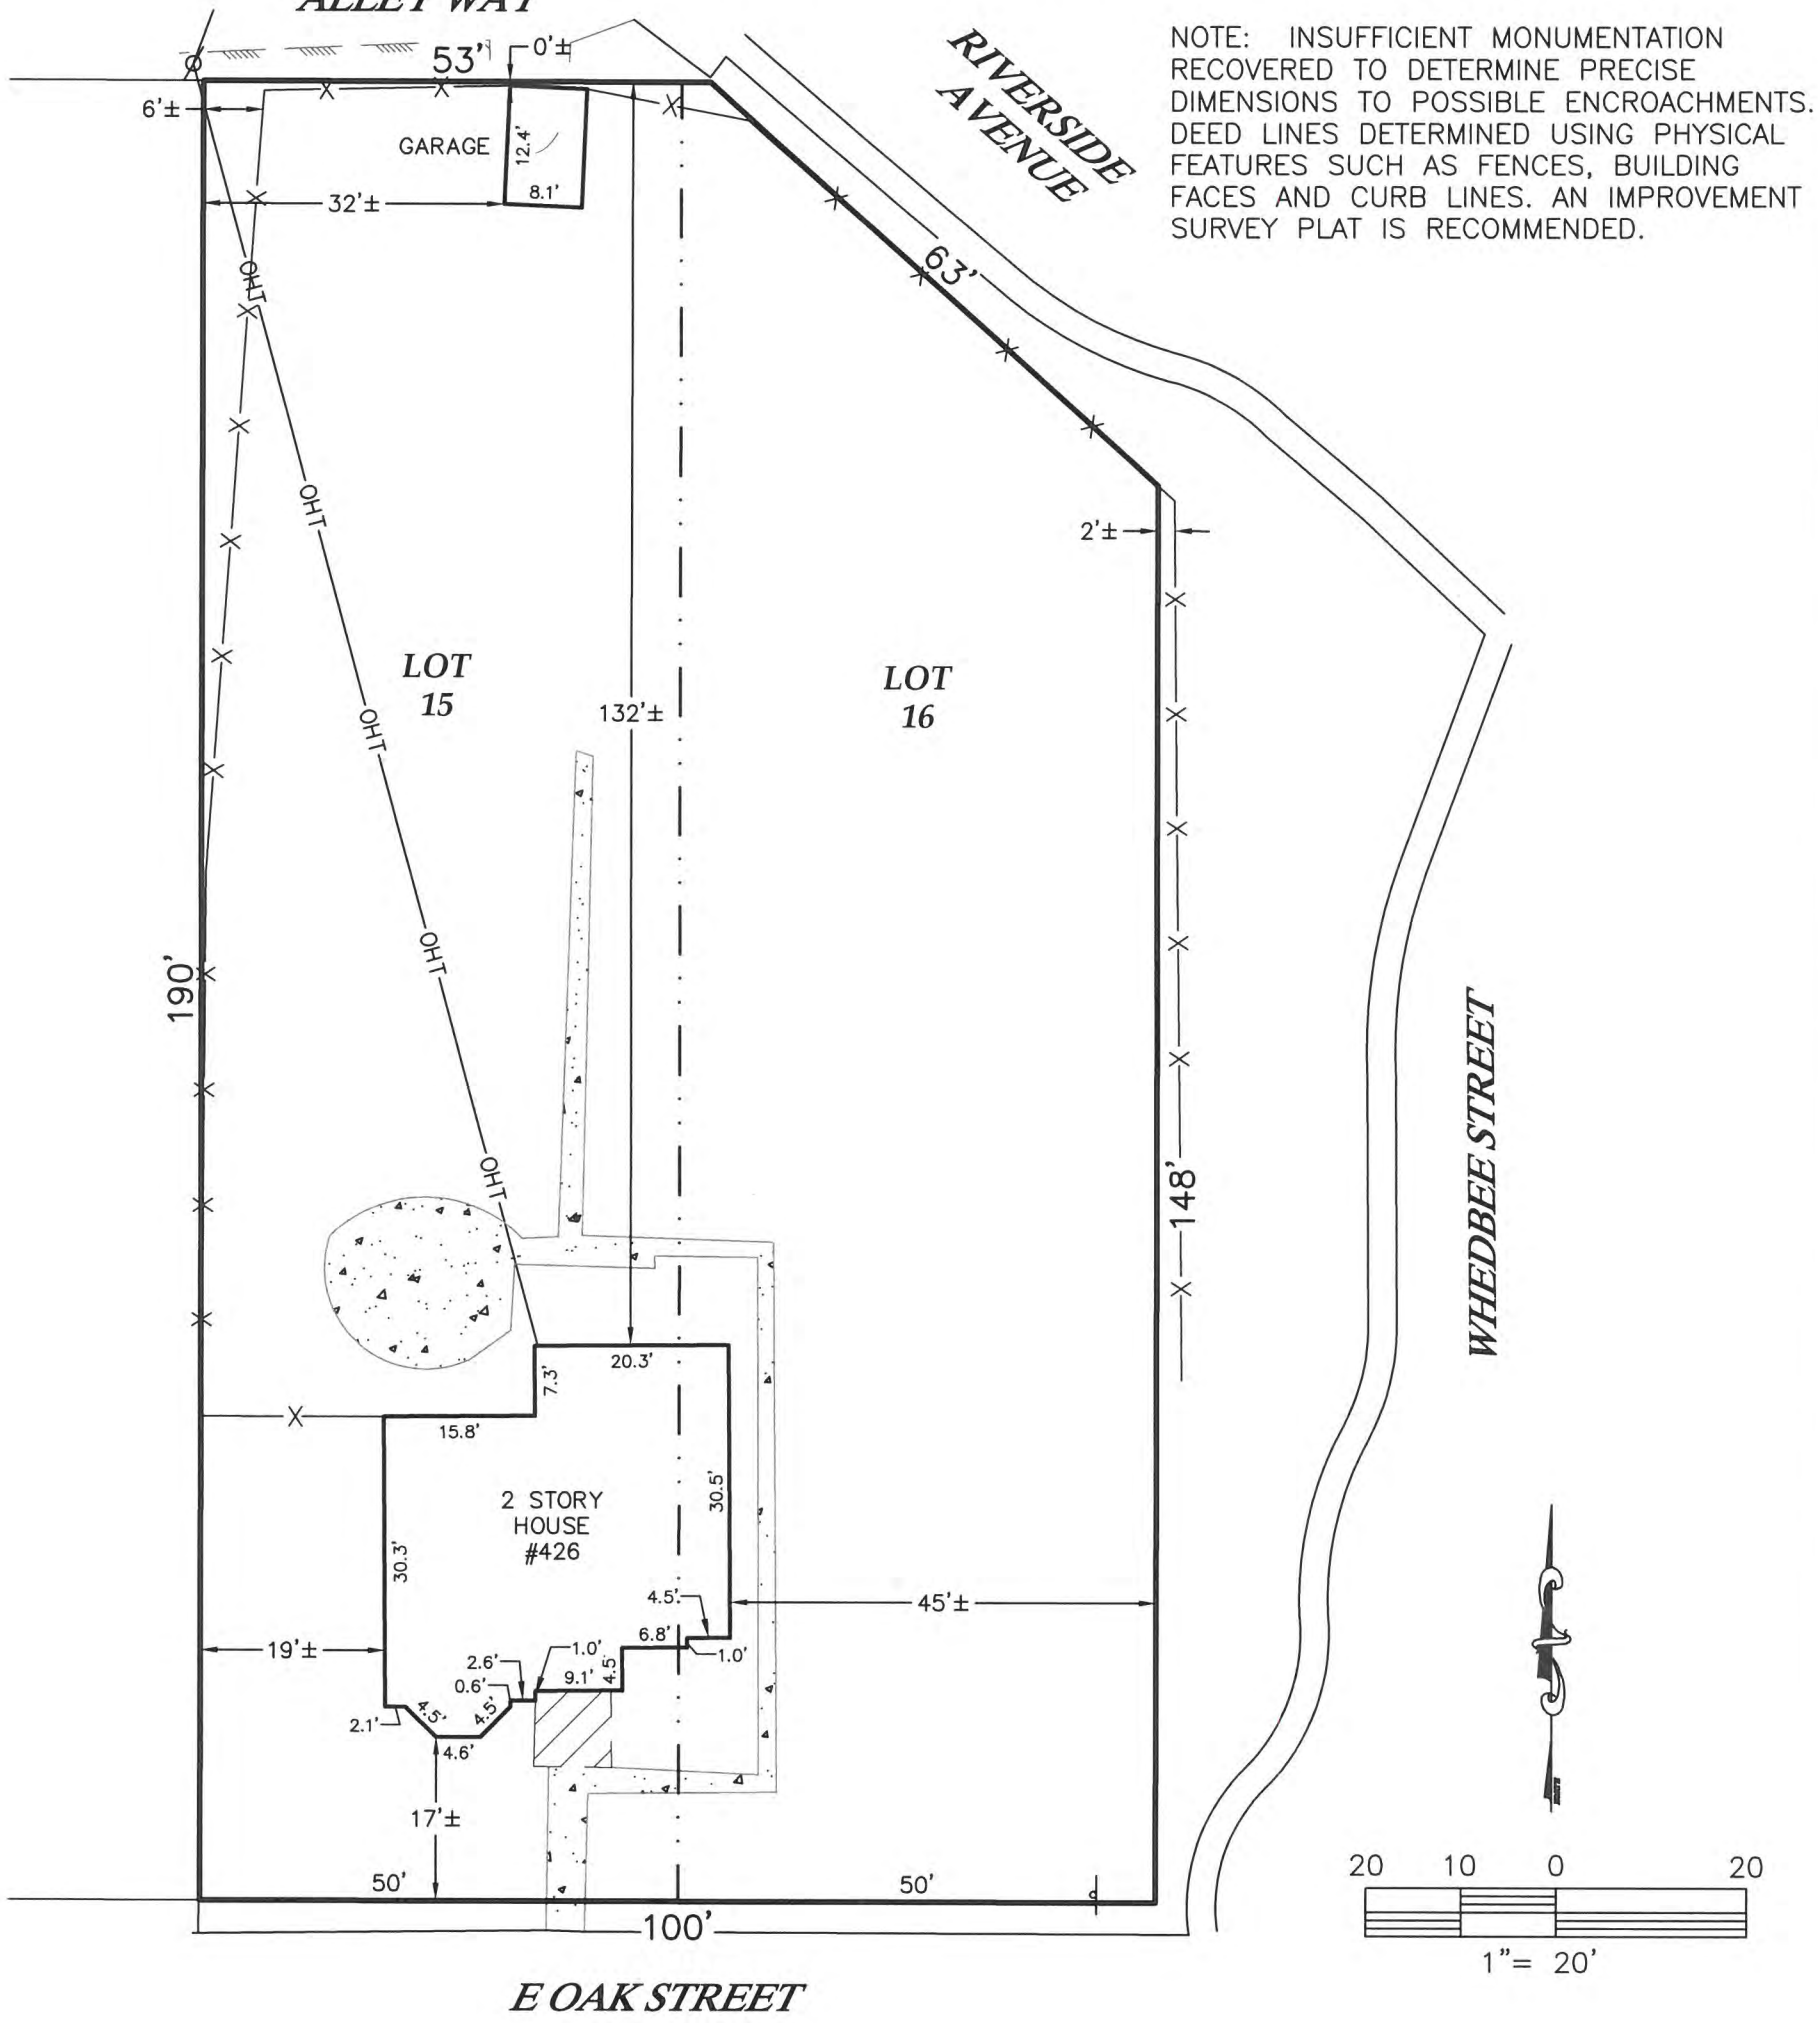 ALLEY WAY
NOTE: INSUFFICIENT MONUMENTATION
RECOVERED TO DETERMINE PRECISE
DIMENSIONS TO POSSIBLE ENCROACHMENTS.
DEED LINES DETERMINED USING PHYSICAL
FEATURES SUCH AS FENCES, BUILDING
FACES AND CURB LINES. AN IMPROVEMENT
SURVEY PLAT IS RECOMMENDED.
RIVERSIDE
AVENUE
53'
0'±
6'±
GARAGE
12.4'
8.1'
32'±
63'
OHT
OHT
2'±
LOT
15
LOT
16
132'±
OHT
OHT
190'
WHEDBEE STREET
148'
OHT
20.3'
7.3'
15.8'
2 STORY
HOUSE
#426
30.5'
30.3'
4.5'
45'±
6.8'
1.0'
19'±
1.0'
2.6'
9.1'
4.5'
0.6'
4.5'
4.5'
2.1'
4.6'
17'±
50'
50'
100'
20 10 0 20
1"= 20'
E OAK STREET